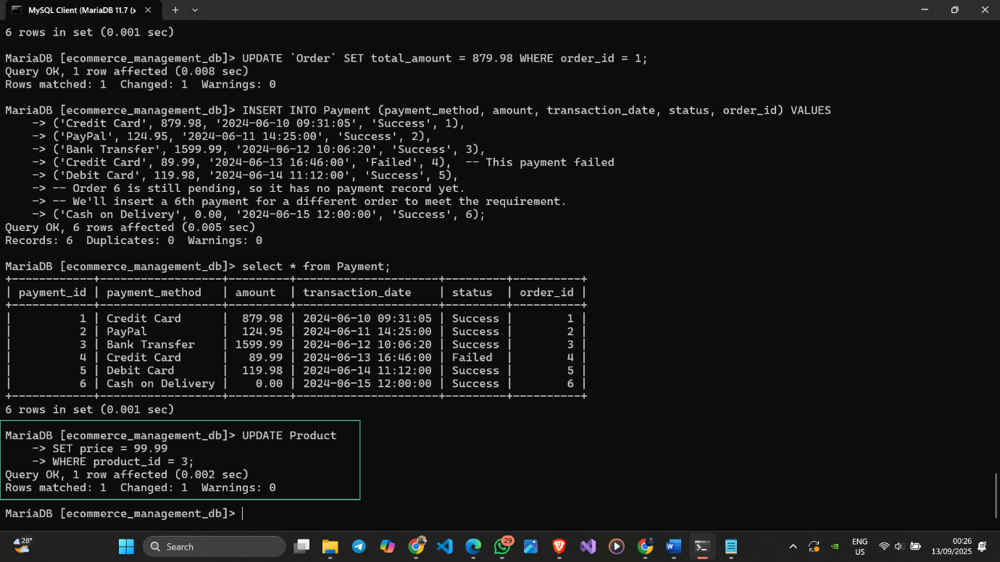 MySQL Client (MariaDB 11.7 (x
6 rows in set (0.001 sec)
MariaDB [ecommerce_management_db]> UPDATE `Order` SET total_amount = 879.98 WHERE order_id = 1;
Query OK, 1 row affected (0.008 sec)
Rows matched: 1  Changed: 1  Warnings: 0
MariaDB [ecommerce_management_db]> INSERT INTO Payment (payment_method, amount, transaction_date, status, order_id) VALUES
    -> ('Credit Card', 879.98, '2024-06-10 09:31:05', 'Success', 1),
    -> ('PayPal', 124.95, '2024-06-11 14:25:00', 'Success', 2),
    -> ('Bank Transfer', 1599.99, '2024-06-12 10:06:20', 'Success', 3),
    -> ('Credit Card', 89.99, '2024-06-13 16:46:00', 'Failed', 4),  -- This payment failed
    -> ('Debit Card', 119.98, '2024-06-14 11:12:00', 'Success', 5),
    -> -- Order 6 is still pending, so it has no payment record yet.
    -> -- We'll insert a 6th payment for a different order to meet the requirement.
    -> ('Cash on Delivery', 0.00, '2024-06-15 12:00:00', 'Success', 6);
Query OK, 6 rows affected (0.005 sec)
Records: 6  Duplicates: 0  Warnings: 0
MariaDB [ecommerce_management_db]> select * from Payment;
+------------+------------------+---------+---------------------+---------+----------+
| payment_id | payment_method   | amount  | transaction_date    | status  | order_id |
+------------+------------------+---------+---------------------+---------+----------+
|          1 | Credit Card      |  879.98 | 2024-06-10 09:31:05 | Success |        1 |
|          2 | PayPal           |  124.95 | 2024-06-11 14:25:00 | Success |        2 |
|          3 | Bank Transfer    | 1599.99 | 2024-06-12 10:06:20 | Success |        3 |
|          4 | Credit Card      |   89.99 | 2024-06-13 16:46:00 | Failed  |        4 |
|          5 | Debit Card       |  119.98 | 2024-06-14 11:12:00 | Success |        5 |
|          6 | Cash on Delivery |    0.00 | 2024-06-15 12:00:00 | Success |        6 |
+------------+------------------+---------+---------------------+---------+----------+
6 rows in set (0.001 sec)
MariaDB [ecommerce_management_db]> UPDATE Product
    -> SET price = 99.99
    -> WHERE product_id = 3;
Query OK, 1 row affected (0.002 sec)
Rows matched: 1  Changed: 1  Warnings: 0
MariaDB [ecommerce_management_db]>
28°
Search
29
ENG
US
00:26
13/09/2025